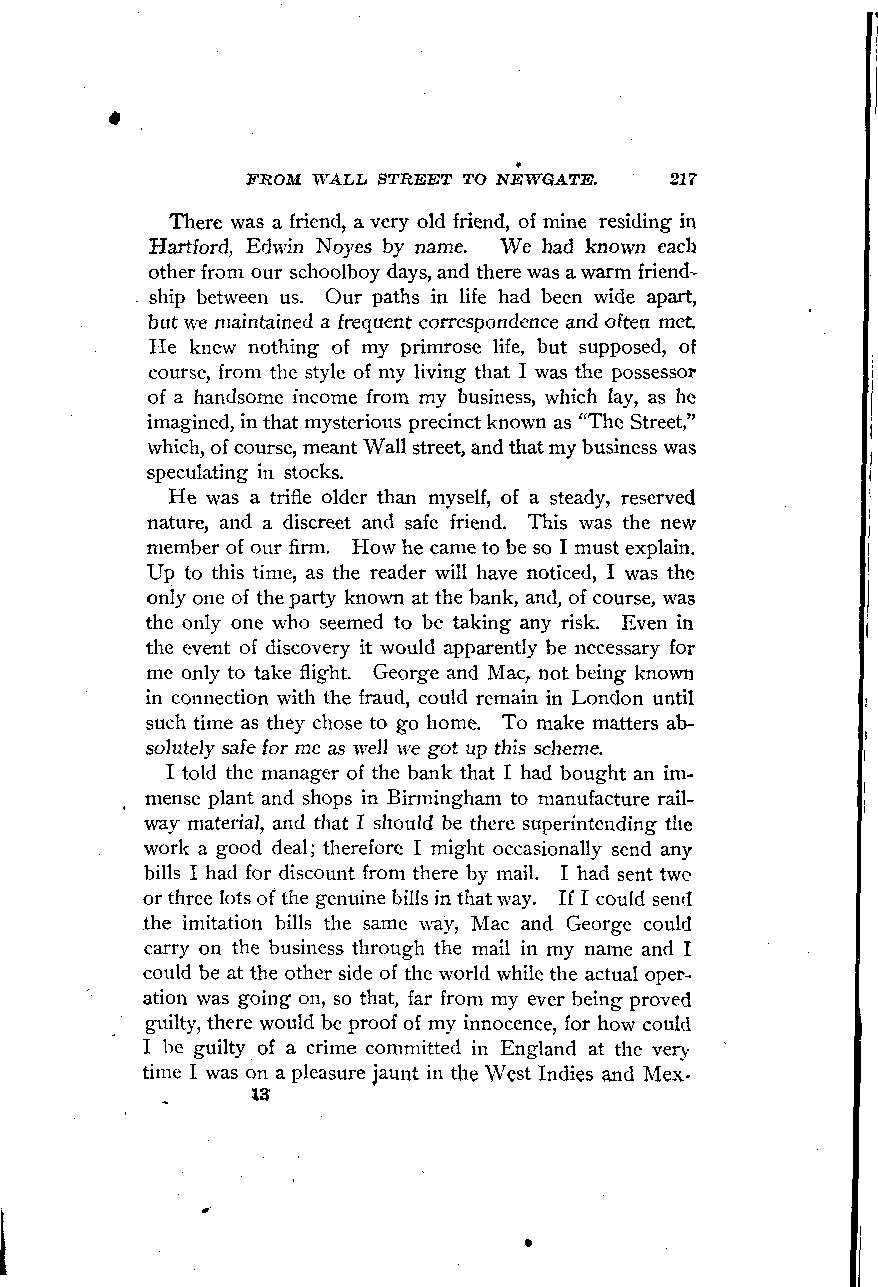 FROM WALL STREET TO NEWGATE. 217
There was a friend, a very old friend, of mine residing in
Hartford, Edwin Noyes by name. We had known each
other from our schoolboy days, and there was a warm friend-
ship between us. Our paths in life had been wide apart,
but we maintained a frequent correspondence and often met.
He knew nothing of my primrose life, but supposed, of
course, from the style of my living that I was the possessor
of a handsome income from my business, which lay, as he
imagined, in that mysterious precinct known as “The Street,”
which, of course, meant Wall street, and that my business was
speculating in stocks.
He was a trifle older than myself, of a steady, reserved
nature, and a discreet and safe friend. This was the new
member of our firm. How he came to be so I must explain.
Up to this time, as the reader will have noticed, I was the
only one of the party known at the bank, and, of course, was
the only one who seemed to be taking any risk. Even in
the event of discovery it would apparently be necessary for
me only to take flight. George and Mac, not being known
in connection with the fraud, could remain in London until
such time as they chose to go home. To make matters ab-
solutely safe for me as well we got up this scheme.
I told the manager of the bank that I had bought an im-
mense plant and shops in Birmingham to manufacture rail-
way material, and that I should be there superintending the
work a good deal; therefore I might occasionally send any
bills I had for discount from there by mail. I had sent two
or three lots of the genuine bills in that way. If I could send
the imitation bills the same way, Mac and George could
carry on the business through the mail in my name and I
could be at the other side of the world while the actual oper-
ation was going on, so that, far from my ever being proved
guilty, there would be proof of my innocence, for how could
I be guilty of a crime committed in England at the very
time I was on a pleasure jaunt in the West Indies and Mex-
13